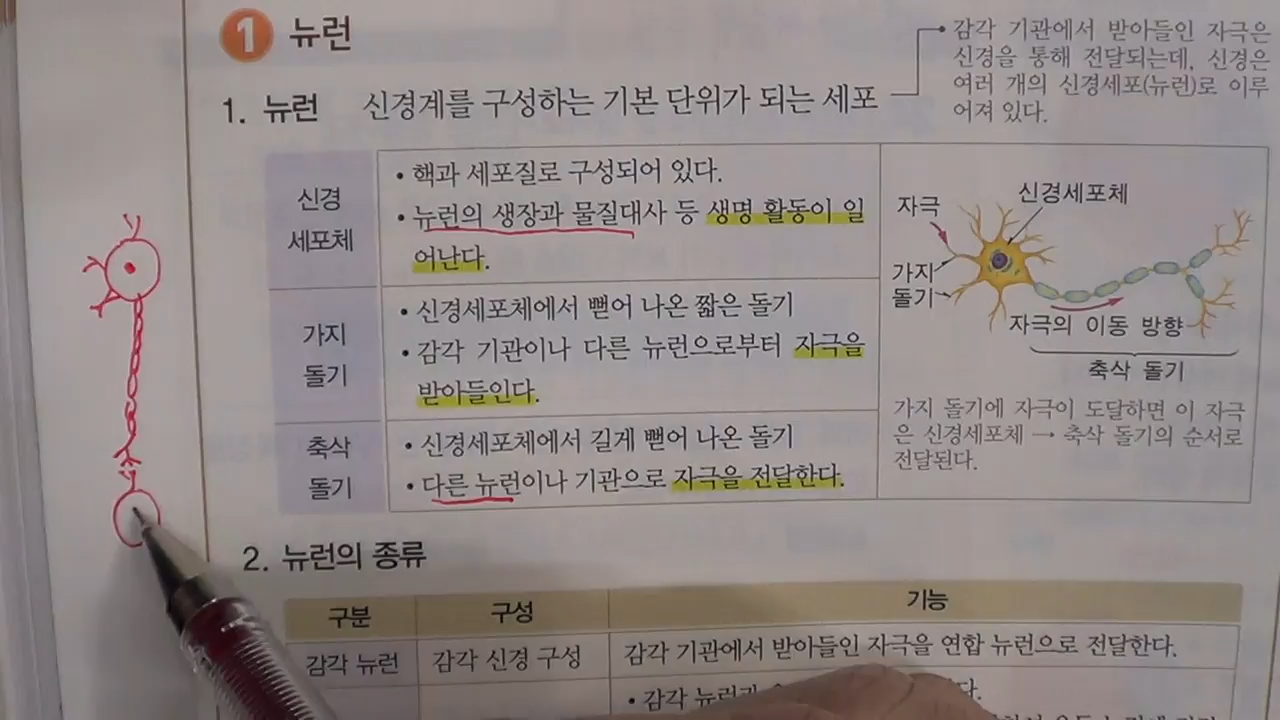 1 뉴런
감각 기관에서 받아들인 자극은
신경을 통해 전달되는데, 신경은
여러 개의 신경세포(뉴런)로 이루
어져 있다.
1. 뉴런 신경계를 구성하는 기본 단위가 되는 세포
신경
세포체
• 핵과 세포질로 구성되어 있다.
• 뉴런의 생장과 물질대사 등 생명 활동이 일
어난다.
가지
돌기
• 신경세포체에서 뻗어 나온 짧은 돌기
• 감각 기관이나 다른 뉴런으로부터 자극을
받아들인다.
축삭
돌기
• 신경세포체에서 길게 뻗어 나온 돌기
• 다른 뉴런이나 기관으로 자극을 전달한다.
신경세포체
자극
가지
돌기
자극의 이동 방향
축삭 돌기
가지 돌기에 자극이 도달하면 이 자극
은 신경세포체 → 축삭 돌기의 순서로
전달된다.
2. 뉴런의 종류
구분 구성 기능
감각 뉴런 감각 신경 구성 감각 기관에서 받아들인 자극을 연합 뉴런으로 전달한다.
• 감각 뉴런과